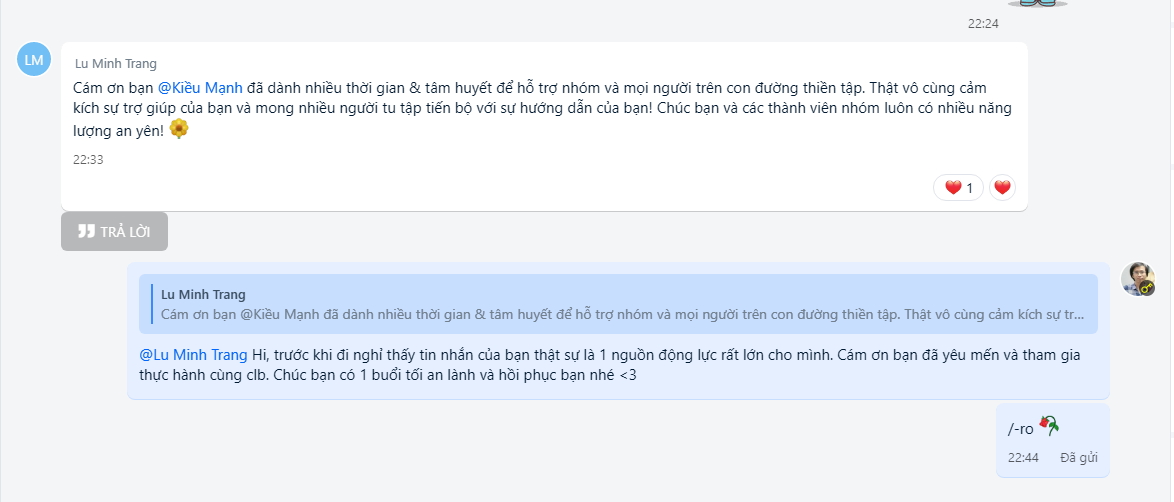 22:24
LM
Lu Minh Trang
Cám ơn bạn @Kiều Mạnh đã dành nhiều thời gian & tâm huyết để hỗ trợ nhóm và mọi người trên con đường thiền tập. Thật vô cùng cảm
kích sự trợ giúp của bạn và mong nhiều người tu tập tiến bộ với sự hướng dẫn của bạn! Chúc bạn và các thành viên nhóm luôn có nhiều năng
lượng an yên!
22:33
1
TRẢ LỜI
Lu Minh Trang
Cám ơn bạn @Kiều Mạnh đã dành nhiều thời gian & tâm huyết để hỗ trợ nhóm và mọi người trên con đường thiền tập. Thật vô cùng cảm kích sự tr...
@Lu Minh Trang Hi, trước khi đi nghỉ thấy tin nhắn của bạn thật sự là 1 nguồn động lực rất lớn cho mình. Cám ơn bạn đã yêu mến và tham gia
thực hành cùng clb. Chúc bạn có 1 buổi tối an lành và hồi phục bạn nhé <3
/-ro
22:44 Đã gửi